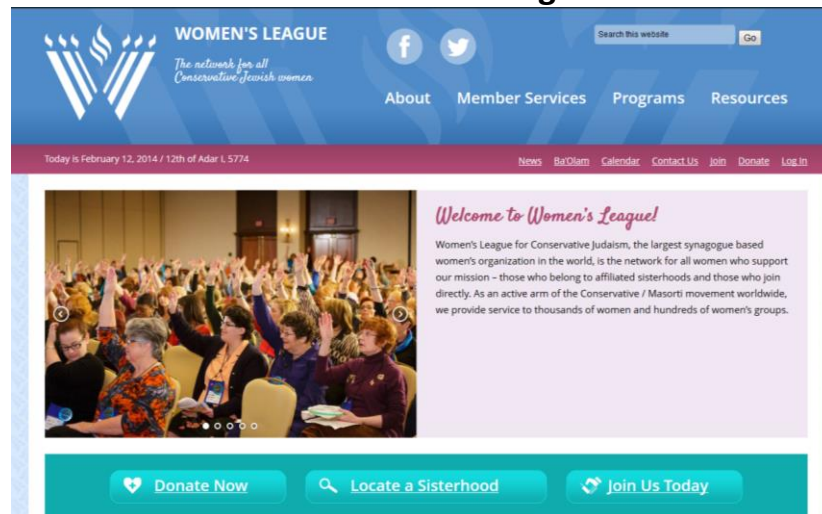 WOMEN'S LEAGUE
The network for all
Conservative Jewish women
Search this website
Go
About Member Services Programs Resources
Today is February 12, 2014 / 12th of Adar I, 5774
News Ba'Olam Calendar Contact Us Join Donate Log In
Welcome to Women's League!
Women's League for Conservative Judaism, the largest synagogue based
women's organization in the world, is the network for all women who support
our mission – those who belong to affiliated sisterhoods and those who join
directly. As an active arm of the Conservative / Masorti movement worldwide,
we provide service to thousands of women and hundreds of women's groups.
Donate Now Locate a Sisterhood Join Us Today